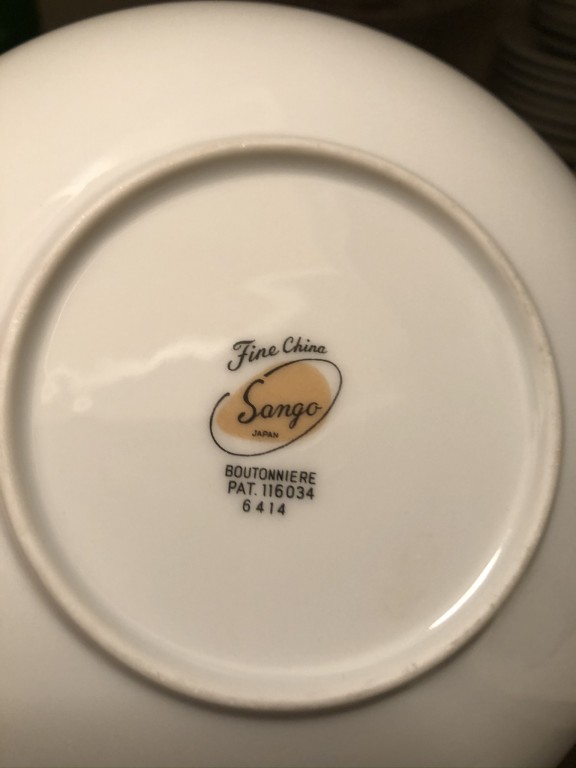 Fine China
Sango
JAPAN
BOUTONNIERE
PAT. 116034
6414